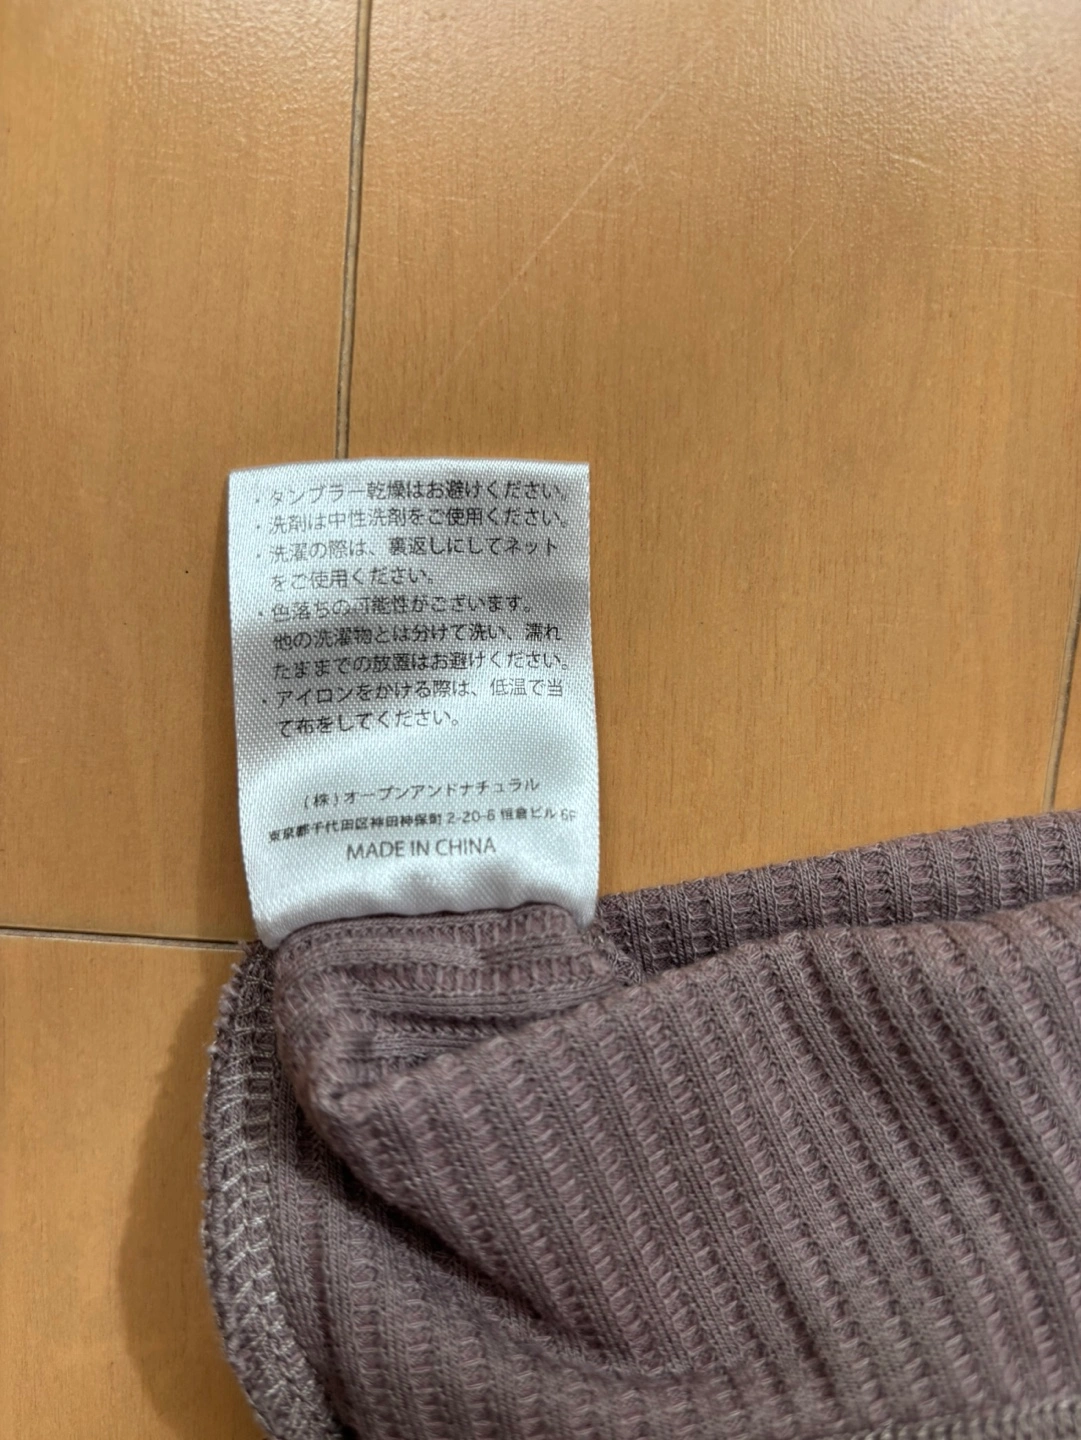 ・タンブラー乾燥はお避けください。
・洗剤は中性洗剤をご使用ください。
・洗濯の際は、裏返しにしてネット
をご使用ください。
・色落ちの可能性がございます。
他の洗濯物とは分けて洗い、濡れ
たままでの放置はお避けください。
・アイロンをかける際は、低温で当
て布をしてください。
(株)オープンアンドナチュラル
東京都千代田区神田神保町 2-20-6 恒倉ビル 6F
MADE IN CHINA